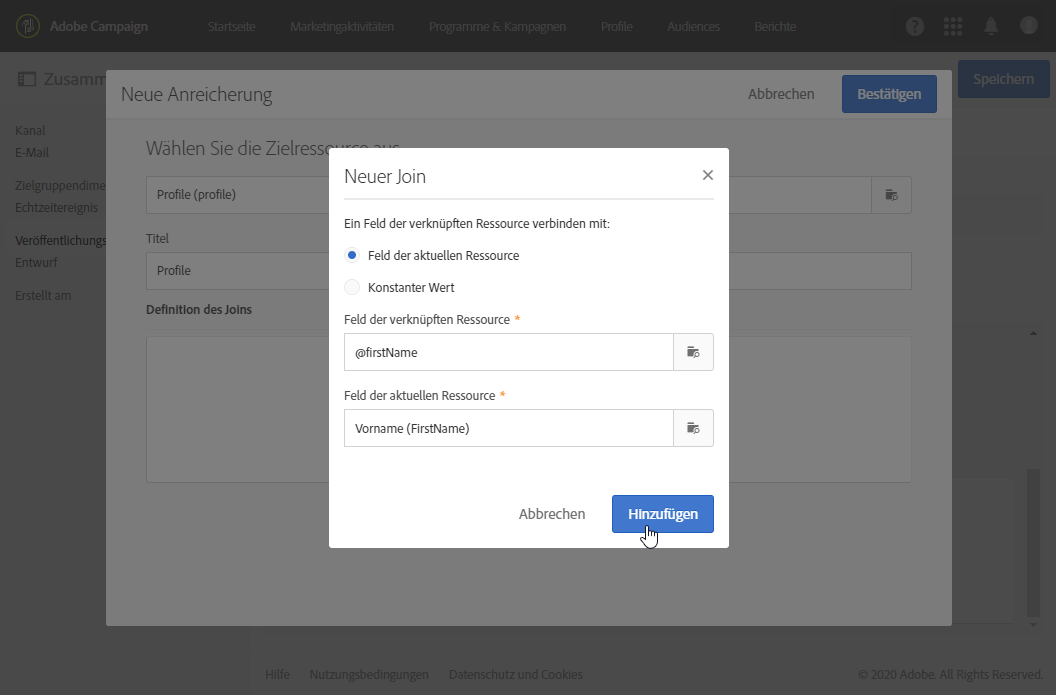 Adobe Campaign
Startseite
Marketingaktivitäten
Programme & Kampagnen
Profile
Audiences
Berichte
Speichern
Kanal
E-Mail
Echtzeitereignis
Entwurf
Erstellt am
Neue Anreicherung
Abbrechen
Bestätigen
Wählen Sie die Zielressource aus
Profile (profile)
Titel
Profile
Definition des Joins
Neuer Join
×
Ein Feld der verknüpften Ressource verbinden mit:
Feld der aktuellen Ressource
Konstanter Wert
Feld der verknüpften Ressource *
@firstName
Feld der aktuellen Ressource *
Vorname (FirstName)
Abbrechen
Hinzufügen
Hilfe
Nutzungsbedingungen
Datenschutz und Cookies
© 2020 Adobe. All Rights Reserved.